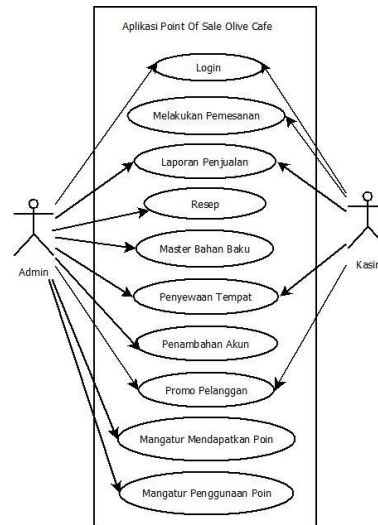 Aplikasi Point Of Sale Olive Cafe
Login
Melakukan Pemesanan
Laporan Penjualan
Resep
Master Bahan Baku
Admin
Kasir
Penyewaan Tempat
Penambahan Akun
Promo Pelanggan
Mangatur Mendapatkan Poin
Mangatur Penggunaan Poin